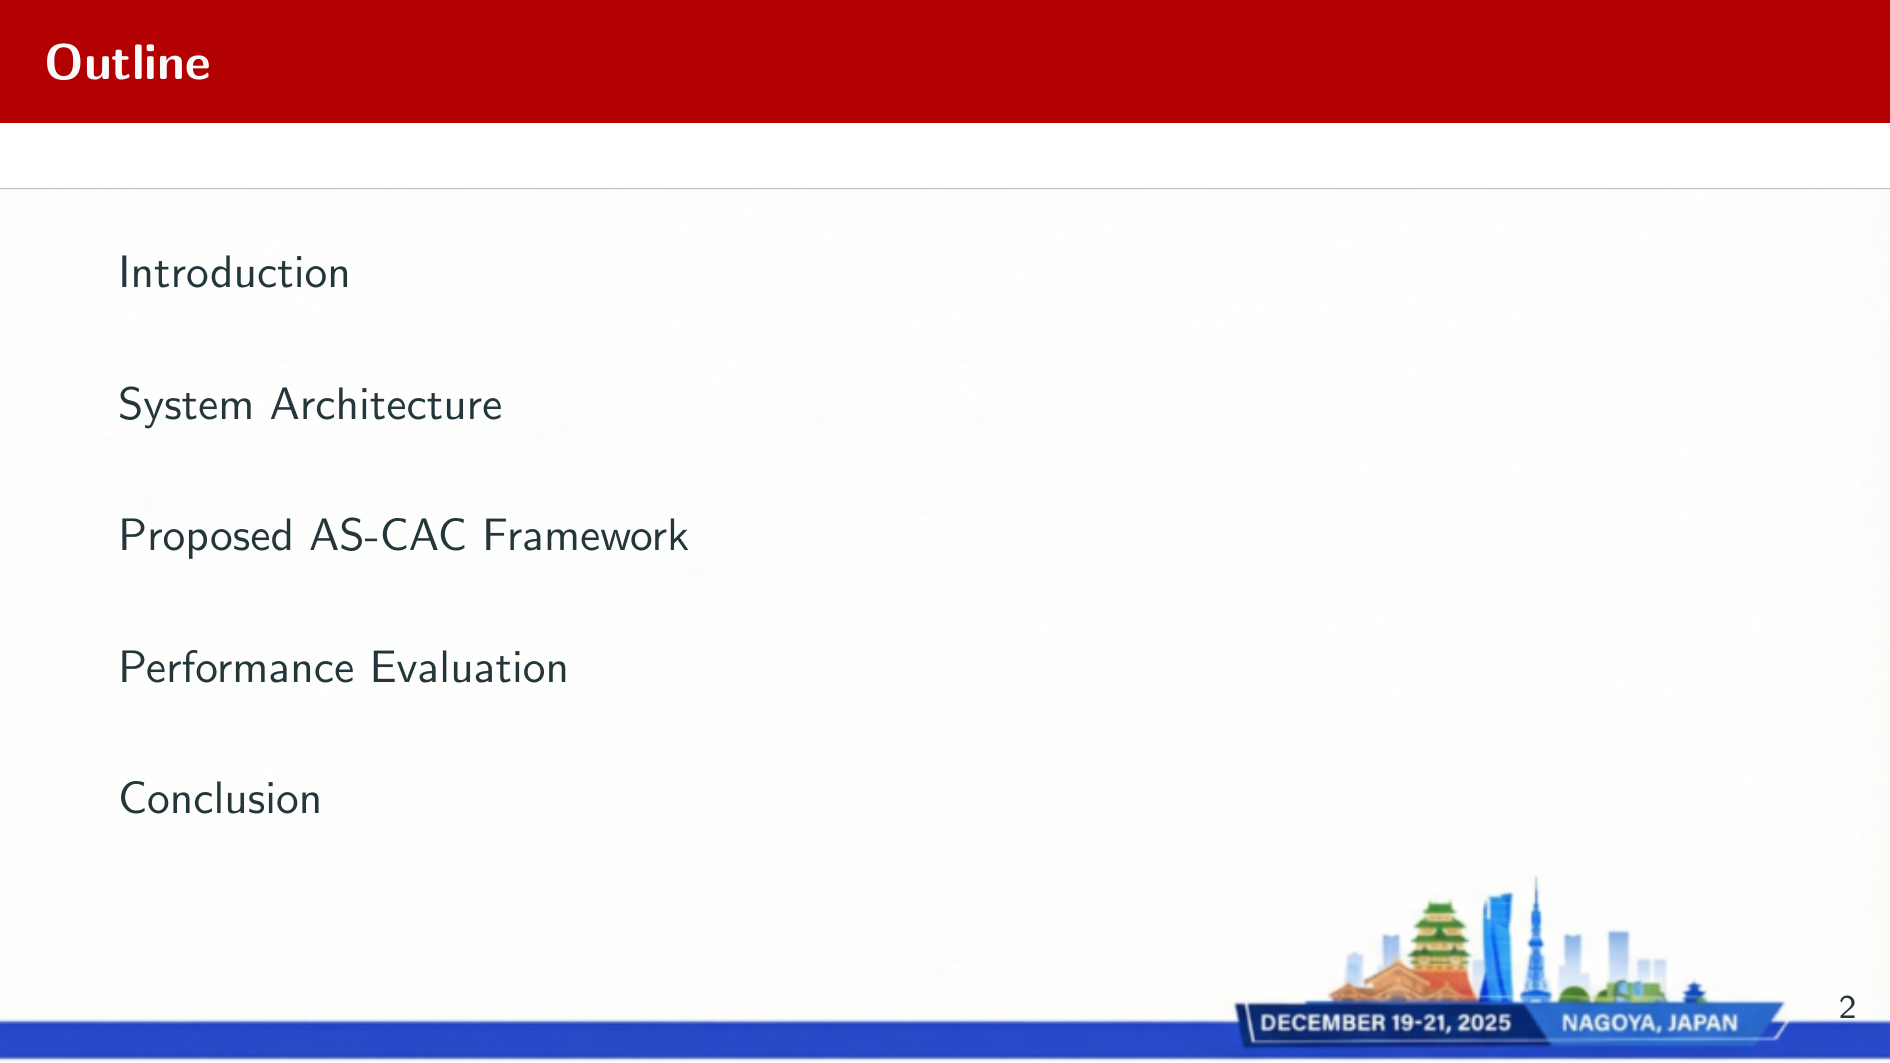 Outline
Introduction
System Architecture
Proposed AS-CAC Framework
Performance Evaluation
Conclusion
2
DECEMBER 19-21, 2025 NAGOYA, JAPAN